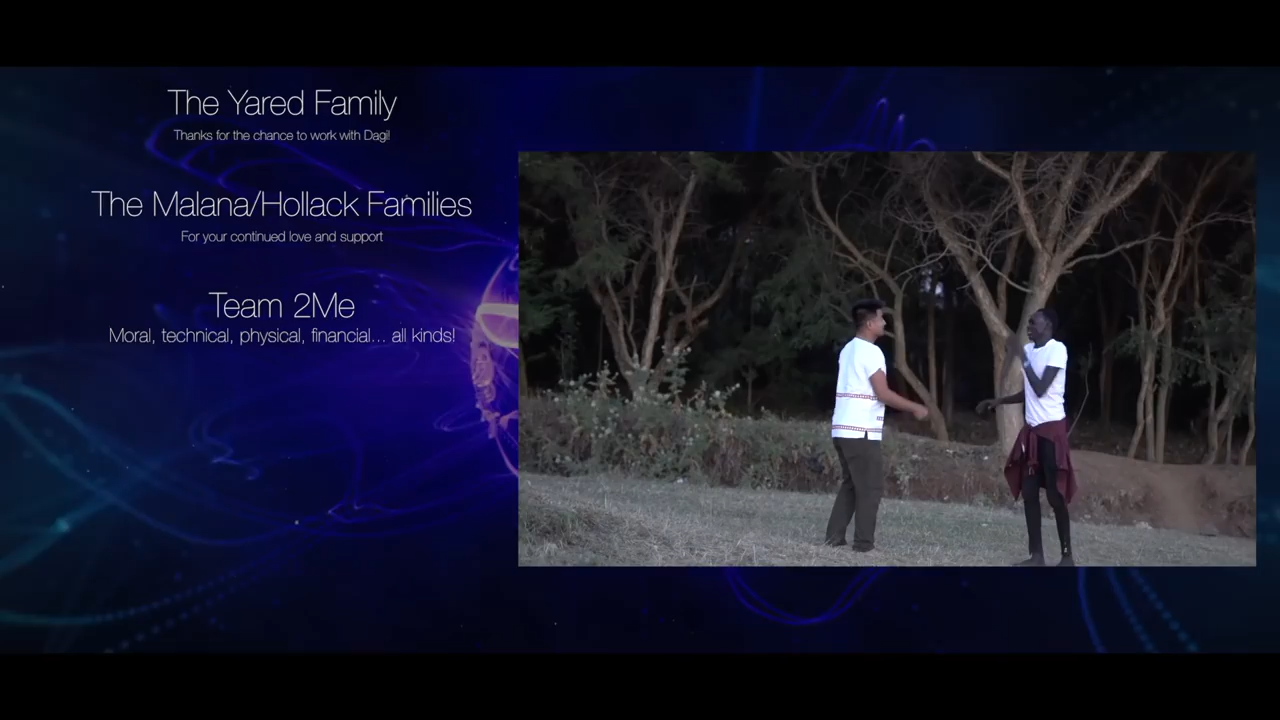 The Yared Family
Thanks for the chance to work with Dagi!
The Malana/Hollack Families
For your continued love and support
Team 2Me
Moral, technical, physical, financial... all kinds!